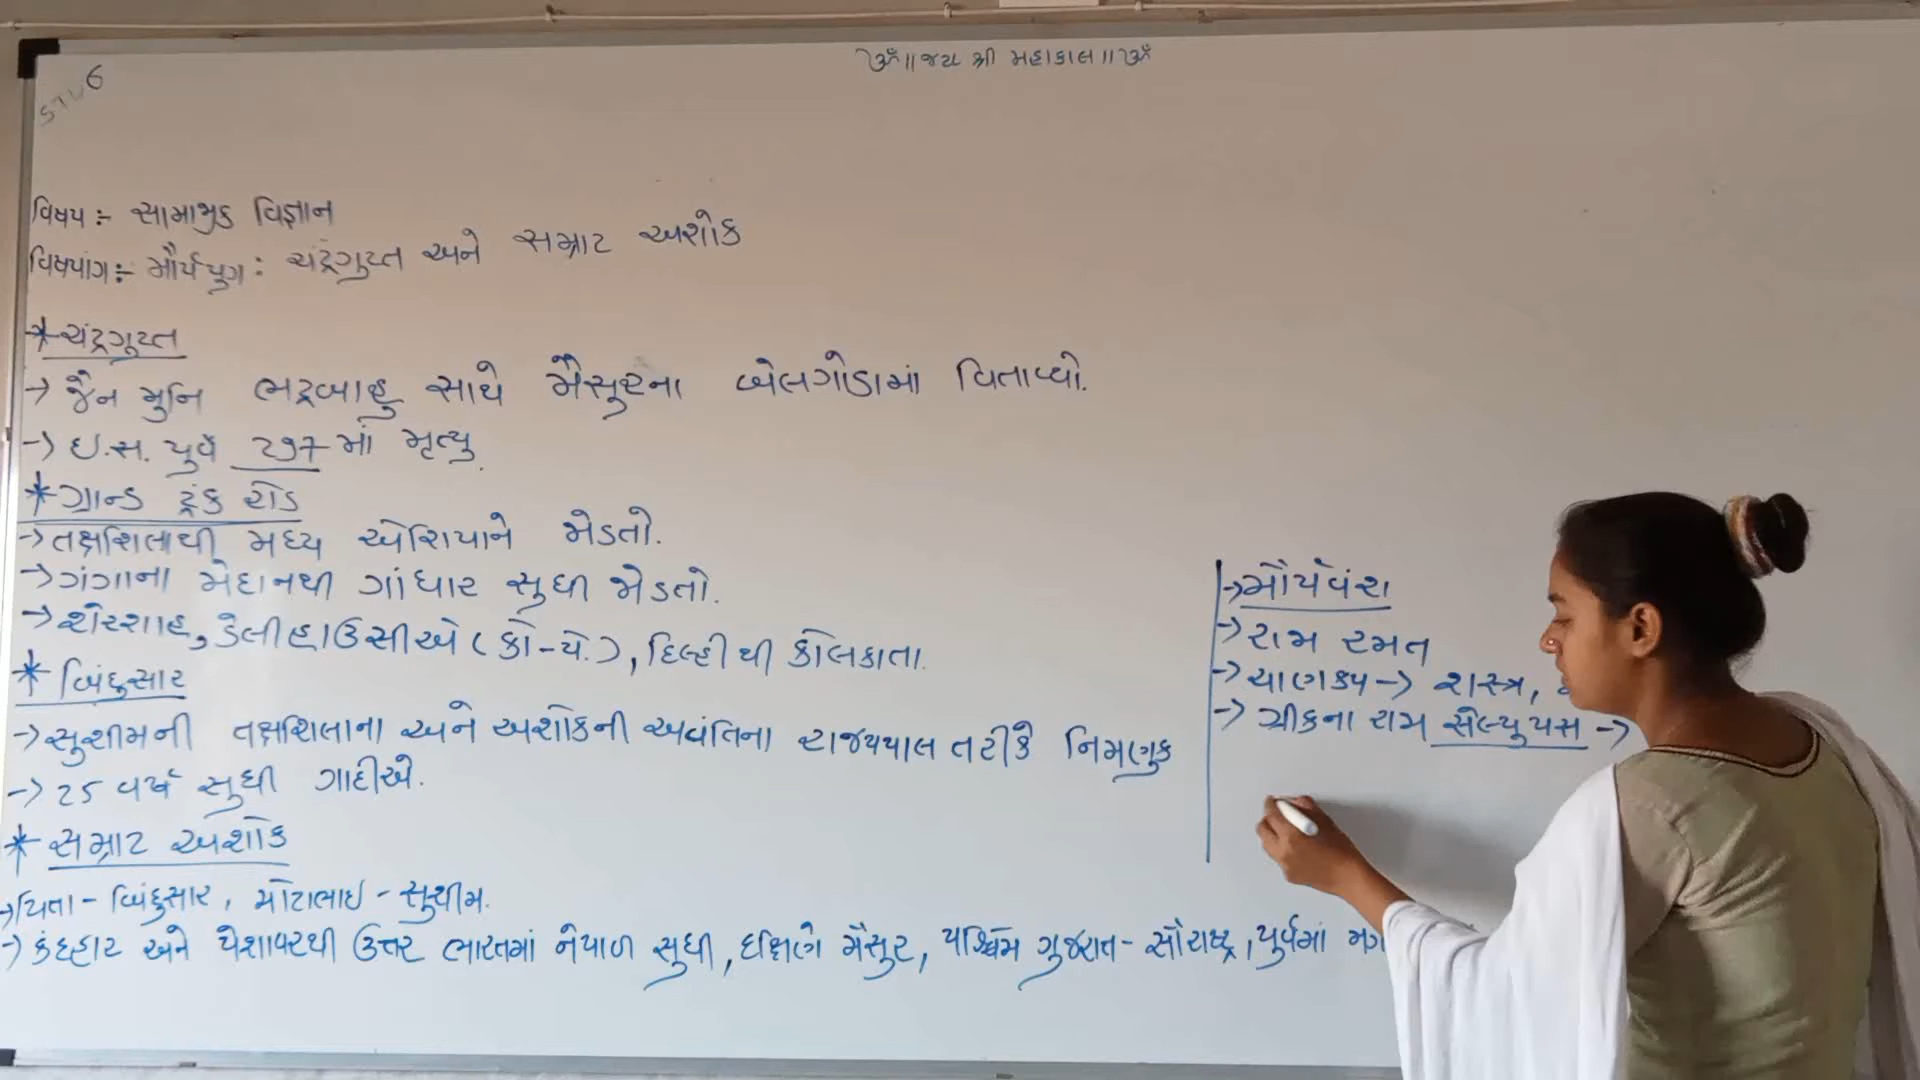 ૐ॥જય શ્રી મહાકાલ॥ૐ
STD 6
વિષય :- સામાજીક વિજ્ઞાન
વિષયાંગ :- મૌર્યયુગ : ચંદ્રગુપ્ત અને સમ્રાટ અશોક
* ચંદ્રગુપ્ત
→ જૈન મુનિ ભદ્રબાહુ સાથે મૈસુરના બેલગોડામાં વિતાવ્યો.
→ ઇ.સ. પુર્વે 297 માં મૃત્યુ.
* ગ્રાન્ડ ટ્રંક રોડ
→ તક્ષશિલાથી મધ્ય એશિયાને જોડતો.
→ ગંગાના મેદાનથી ગાંધાર સુધી જોડતો.
→ શેરશાહ, ડેલીહાઉસીએ (કો-પે.), દિલ્હીથી કોલકાતા.
* બિંદુસાર
→ સુશીમની તક્ષશિલાના અને અશોકની અવંતિના રાજ્યપાલ તરીકે નિમણુક
→ 25 વર્ષ સુધી ગાદીએ.
* સમ્રાટ અશોક
→ પિતા - બિંદુસાર, મોટાભાઇ - સુશીમ.
→ કંદહાર અને પેશાવરથી ઉત્તર ભારતમાં નેપાળ સુધી, દક્ષિણે મૈસુર, પશ્ચિમ ગુજરાત - સૌરાષ્ટ્ર, પુર્વમાં
→ મૌર્યવંશ
→ રાજા રમત
→ ચાણક્ય → શસ્ત્ર,
→ ગ્રીકના રાજા સેલ્યુપસ →